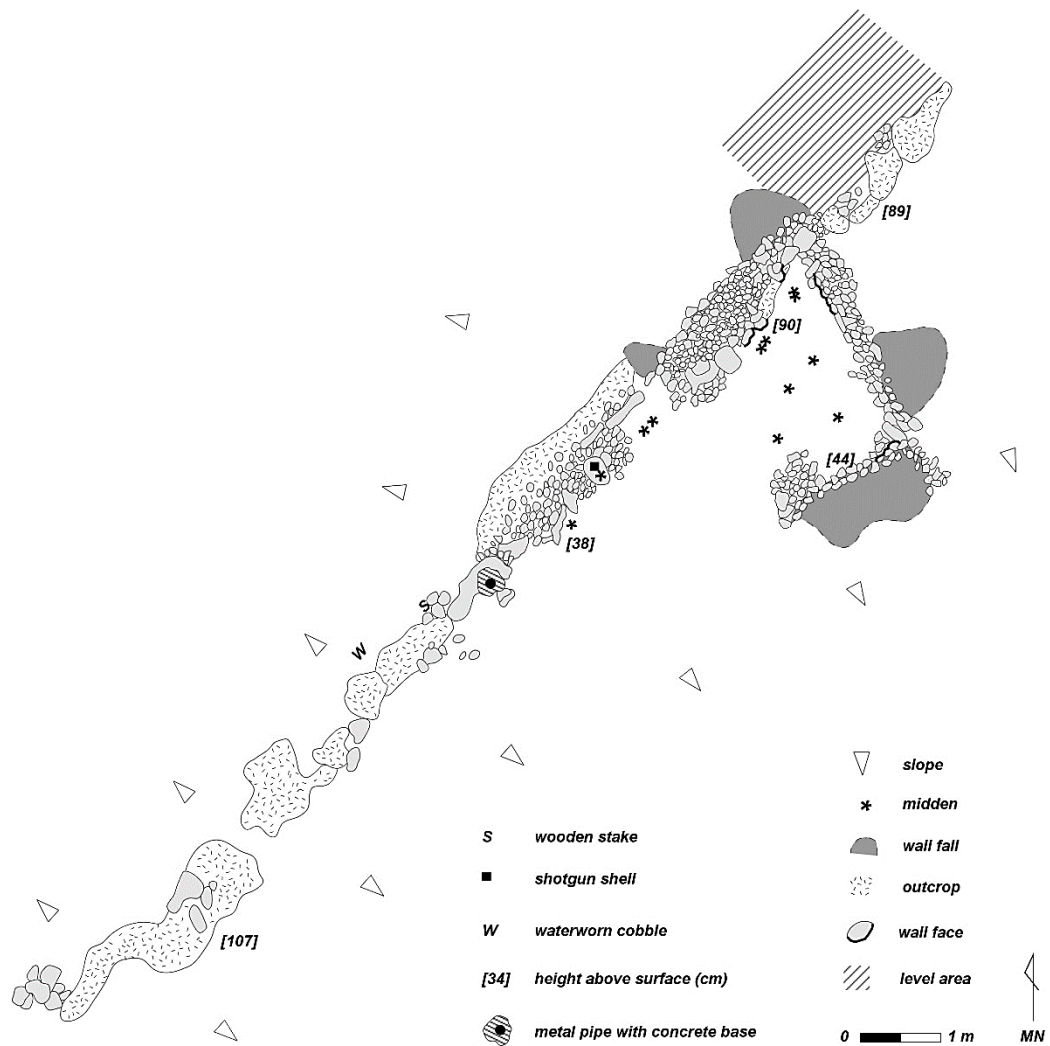 [89]
[90]
[44]
[38]
S
W
[107]
slope
midden
wall fall
outcrop
wall face
level area
S wooden stake
shotgun shell
W waterworn cobble
[34] height above surface (cm)
metal pipe with concrete base
0 1 m
MN